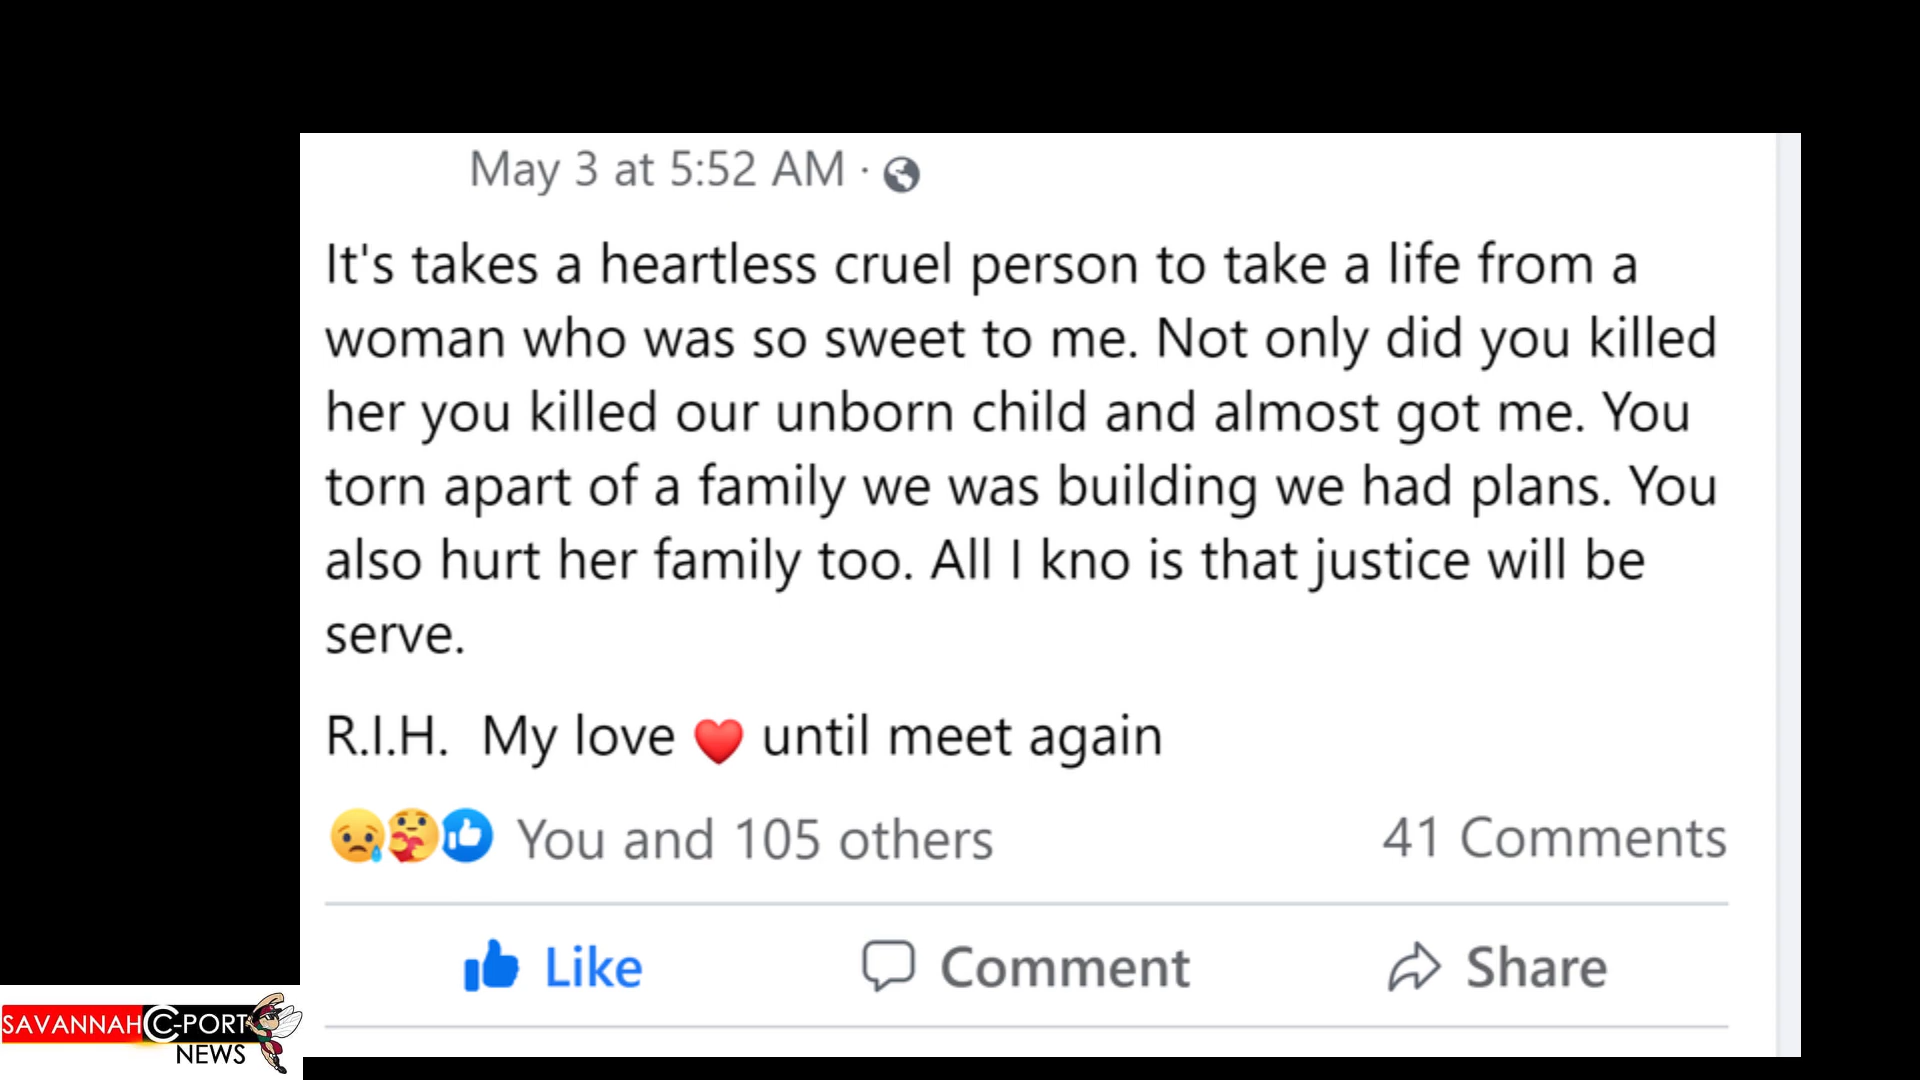 May 3 at 5:52 AM ·
It's takes a heartless cruel person to take a life from a
woman who was so sweet to me. Not only did you killed
her you killed our unborn child and almost got me. You
torn apart of a family we was building we had plans. You
also hurt her family too. All I kno is that justice will be
serve.
R.I.H. My love ❤️ until meet again
You and 105 others 41 Comments
Like Comment Share
SAVANNAH C-PORT
NEWS